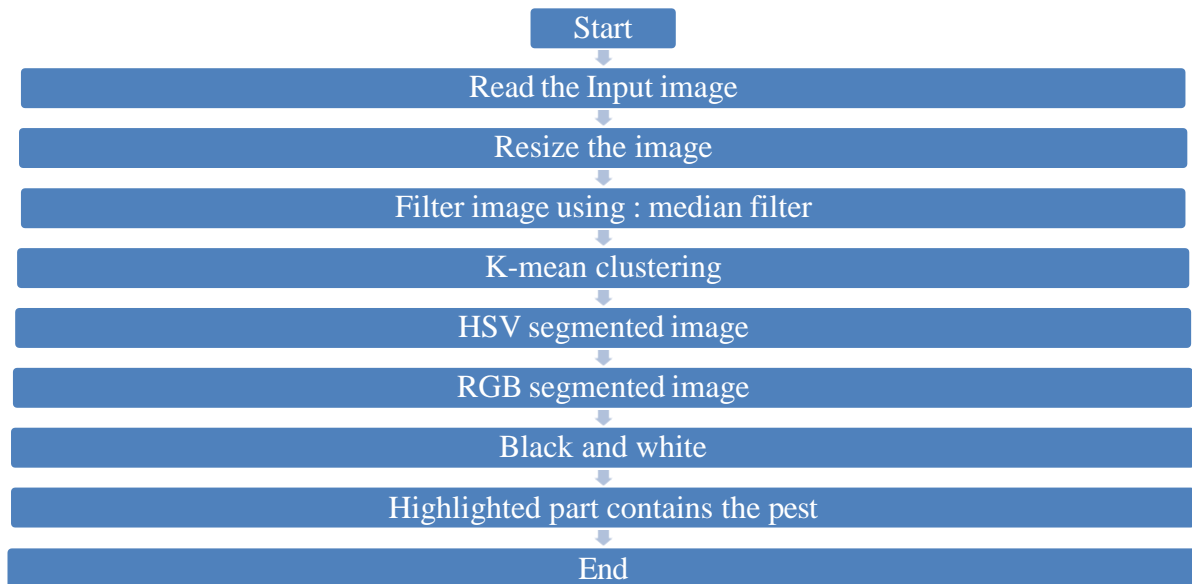 Start
Read the Input image
Resize the image
Filter image using : median filter
K-mean clustering
HSV segmented image
RGB segmented image
Black and white
Highlighted part contains the pest
End